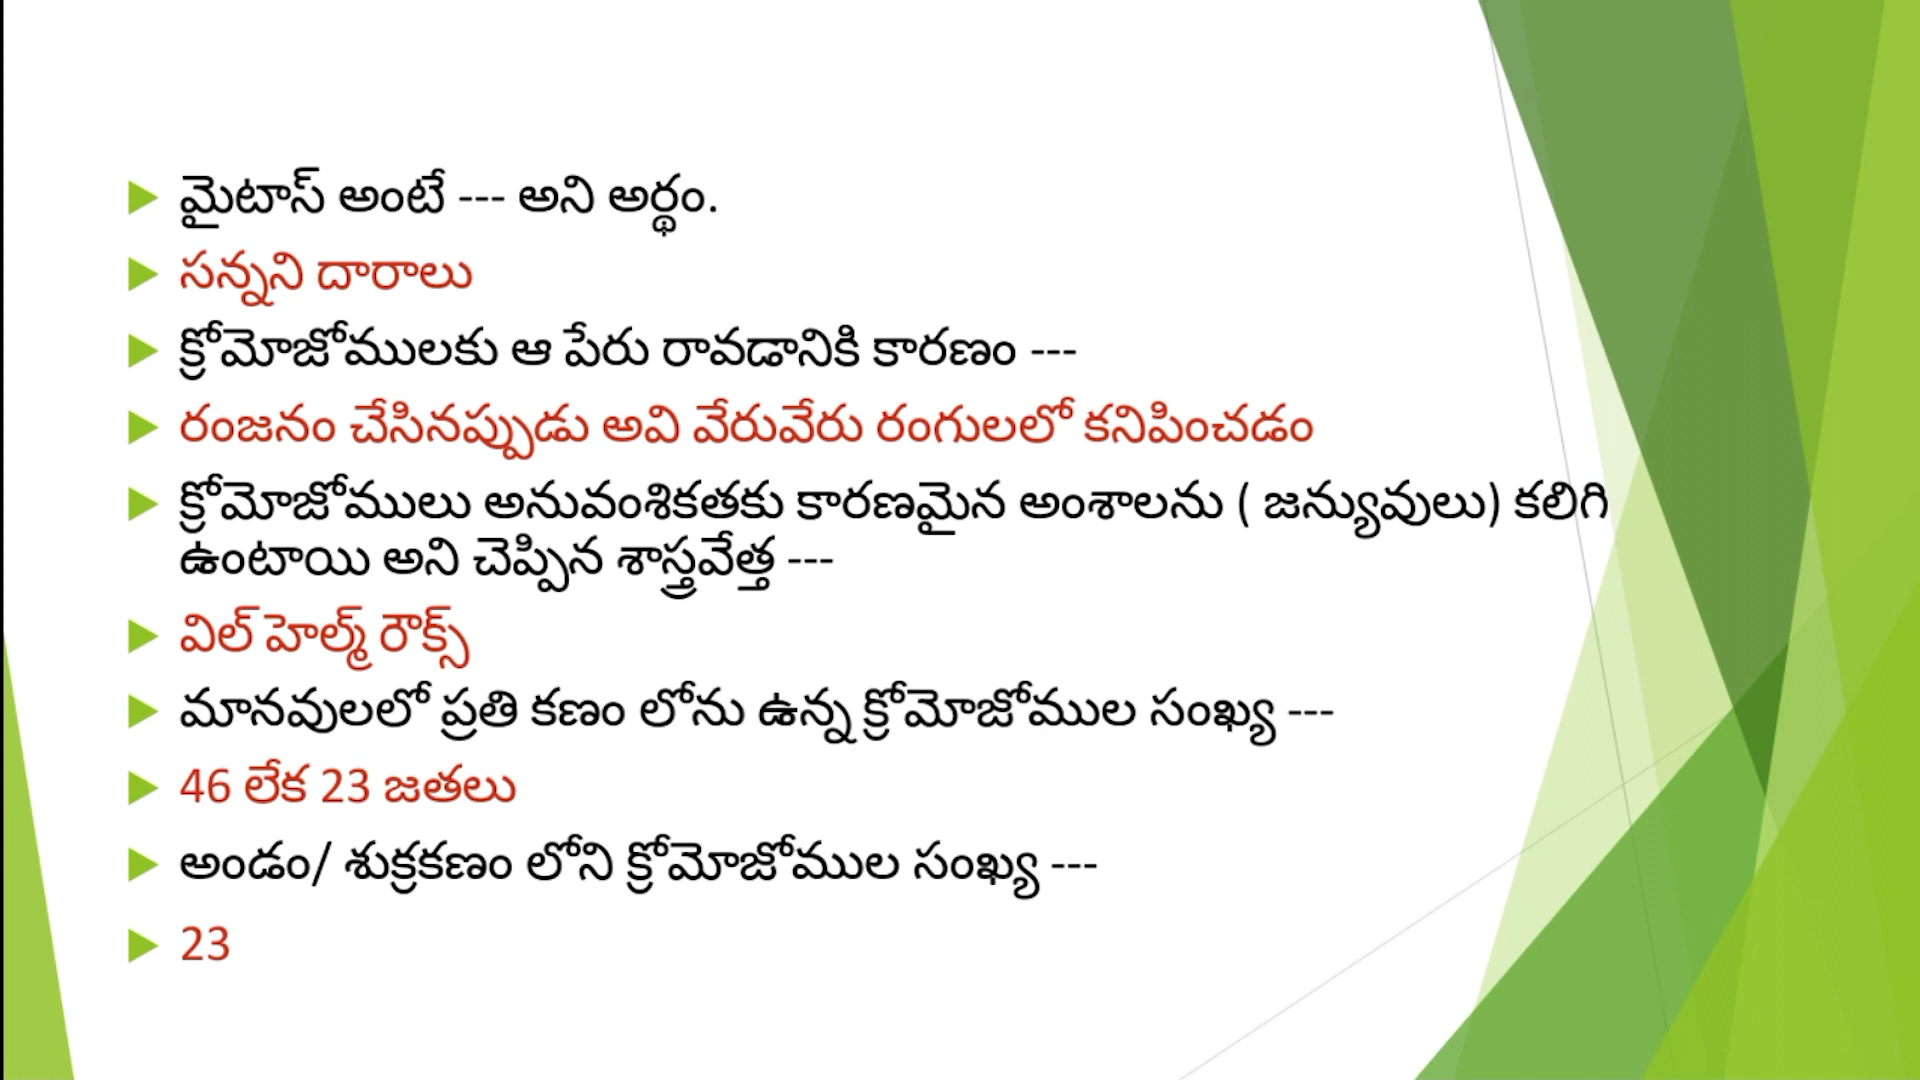 మైటాస్ అంటే --- అని అర్థం.
సన్నని దారాలు
క్రోమోజోములకు ఆ పేరు రావడానికి కారణం ---
రంజనం చేసినప్పుడు అవి వేరువేరు రంగులలో కనిపించడం
క్రోమోజోములు అనువంశికతకు కారణమైన అంశాలను ( జన్యువులు) కలిగి
ఉంటాయి అని చెప్పిన శాస్త్రవేత్త ---
విల్ హెల్మ్ రౌక్స్
మానవులలో ప్రతి కణం లోను ఉన్న క్రోమోజోముల సంఖ్య ---
46 లేక 23 జతలు
అండం/ శుక్రకణం లోని క్రోమోజోముల సంఖ్య ---
23